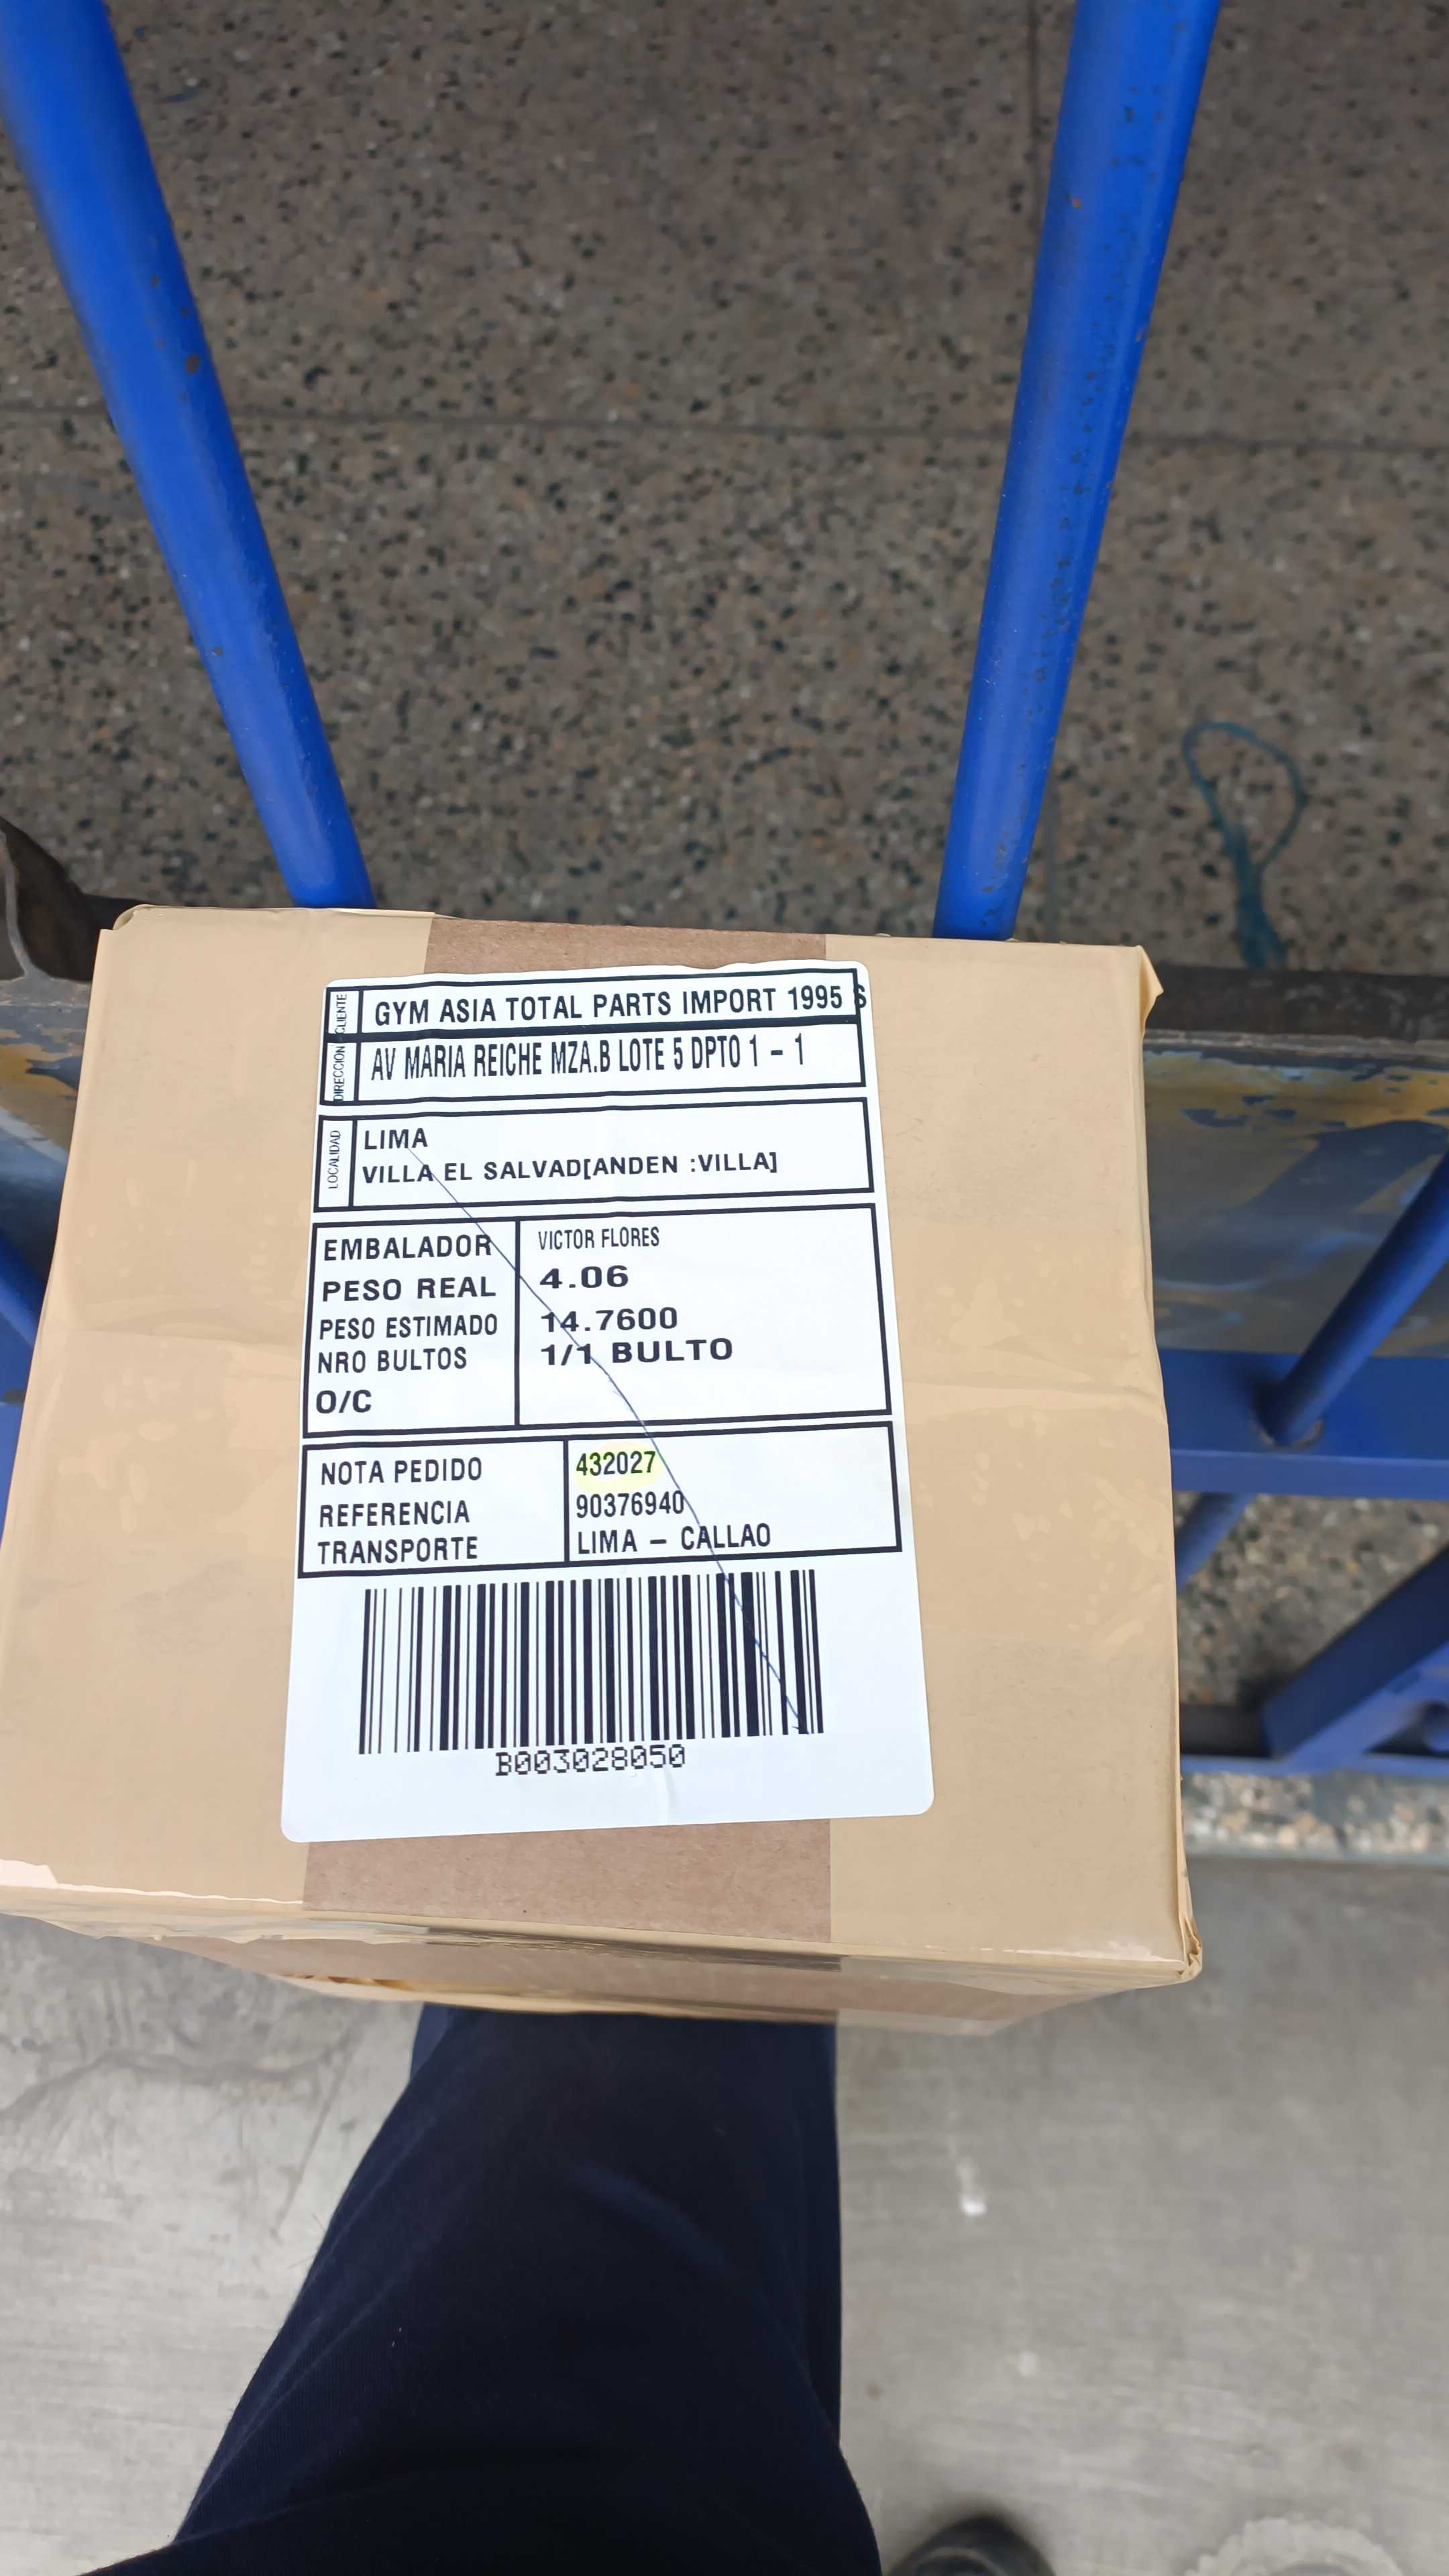 CLIENTE
GYM ASIA TOTAL PARTS IMPORT 1995 S
DIRECCIÓN
AV MARIA REICHE MZA.B LOTE 5 DPTO 1 - 1
LOCALIDAD
LIMA
VILLA EL SALVAD[ANDEN :VILLA]
EMBALADOR VICTOR FLORES
PESO REAL 4.06
PESO ESTIMADO 14.7600
NRO BULTOS 1/1 BULTO
O/C
NOTA PEDIDO 432027
REFERENCIA 90376940
TRANSPORTE LIMA - CALLAO
B003028050